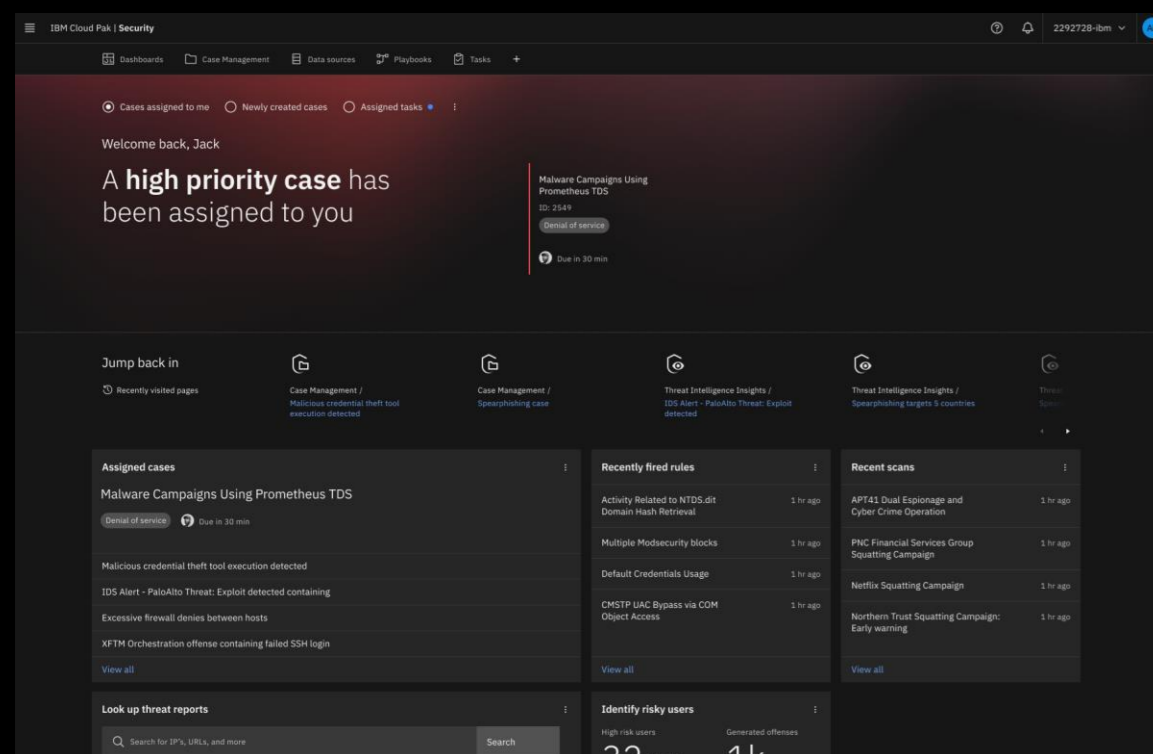 IBM Cloud Pak | Security
2292728-ibm
Dashboards
Case Management
Data sources
Playbooks
Tasks
Cases assigned to me
Newly created cases
Assigned tasks
Welcome back, Jack
A high priority case has
been assigned to you
Malware Campaigns Using
Prometheus TDS
ID: 2549
Denial of service
Due in 30 min
Jump back in
Recently visited pages
Case Management /
Malicious credential theft tool
execution detected
Case Management /
Spearphishing case
Threat Intelligence Insights /
IDS Alert - PaloAlto Threat: Exploit
detected
Threat Intelligence Insights /
Spearphishing targets 5 countries
Assigned cases
Malware Campaigns Using Prometheus TDS
Denial of service
Due in 30 min
Malicious credential theft tool execution detected
IDS Alert - PaloAlto Threat: Exploit detected containing
Excessive firewall denies between hosts
XFTM Orchestration offense containing failed SSH login
View all
Recently fired rules
Activity Related to NTDS.dit
Domain Hash Retrieval
1 hr ago
Multiple Modsecurity blocks
1 hr ago
Default Credentials Usage
1 hr ago
CMSTP UAC Bypass via COM
Object Access
1 hr ago
View all
Recent scans
APT41 Dual Espionage and
Cyber Crime Operation
1 hr ago
PNC Financial Services Group
Squatting Campaign
1 hr ago
Netflix Squatting Campaign
1 hr ago
Northern Trust Squatting Campaign:
Early warning
1 hr ago
View all
Look up threat reports
Search for IP's, URLs, and more
Search
Identify risky users
High risk users
Generated offenses